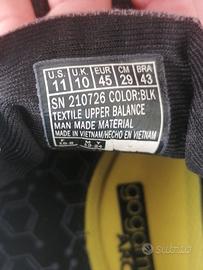 U.S. U.K. EUR CM BRA
11 10 45 29 43
SN 210726 COLOR:BLK
TEXTILE UPPER BALANCE
MAN MADE MATERIAL
MADE IN VIETNAM/HECHO EN VIETNAM
goga
subito